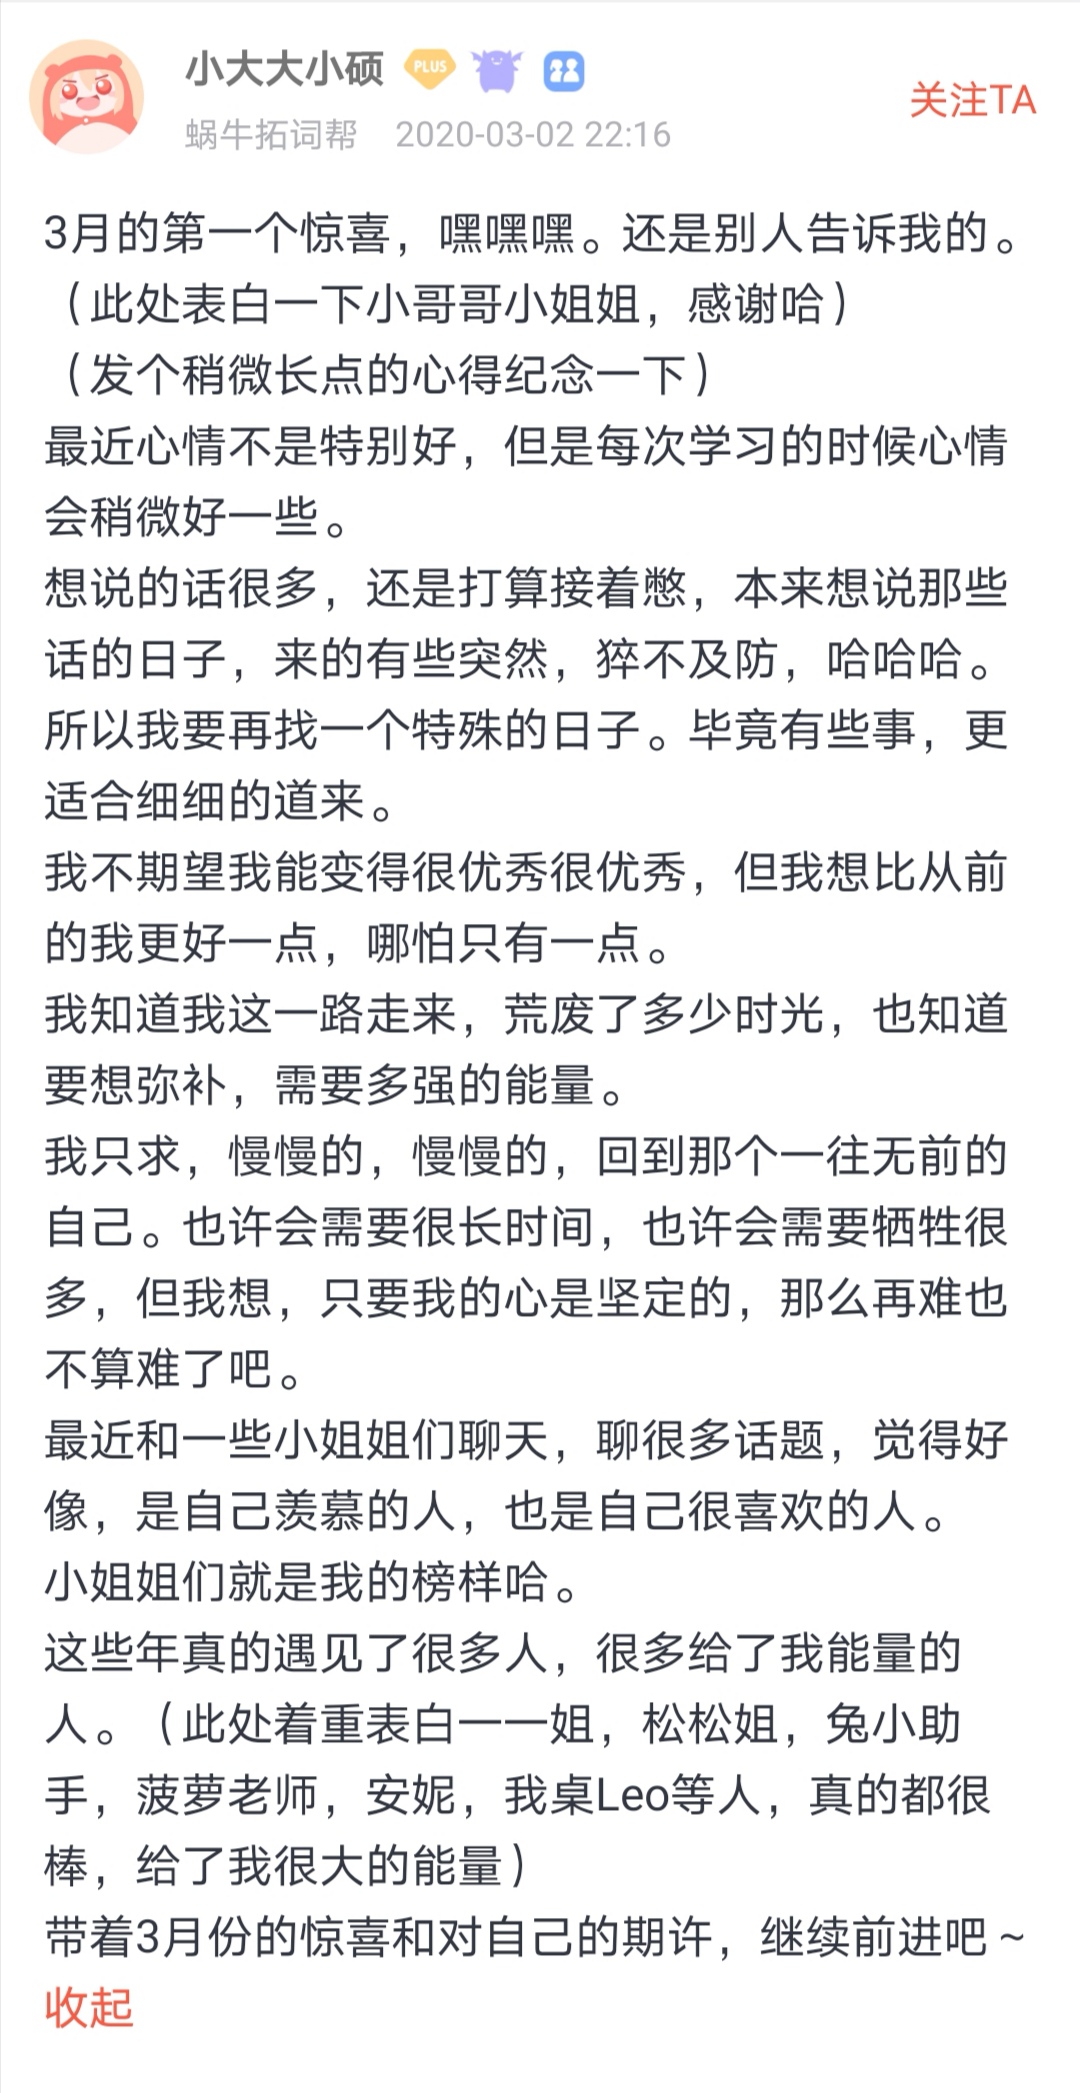 小大大小硕 PLUS
关注TA
蜗牛拓词帮 2020-03-02 22:16
3月的第一个惊喜，嘿嘿嘿。还是别人告诉我的。
（此处表白一下小哥哥小姐姐，感谢哈）
（发个稍微长点的心得纪念一下）
最近心情不是特别好，但是每次学习的时候心情
会稍微好一些。
想说的话很多，还是打算接着憋，本来想说那些
话的日子，来的有些突然，猝不及防，哈哈哈。
所以我要再找一个特殊的日子。毕竟有些事，更
适合细细的道来。
我不期望我能变得很优秀很优秀，但我想比从前
的我更好一点，哪怕只有一点。
我知道我这一路走来，荒废了多少时光，也知道
要想弥补，需要多强的能量。
我只求，慢慢的，慢慢的，回到那个一往无前的
自己。也许会需要很长时间，也许会需要牺牲很
多，但我想，只要我的心是坚定的，那么再难也
不算难了吧。
最近和一些小姐姐们聊天，聊很多话题，觉得好
像，是自己羡慕的人，也是自己很喜欢的人。
小姐姐们就是我的榜样哈。
这些年真的遇见了很多人，很多给了我能量的
人。（此处着重表白一一姐，松松姐，兔小助
手，菠萝老师，安妮，我桌Leo等人，真的都很
棒，给了我很大的能量）
带着3月份的惊喜和对自己的期许，继续前进吧～
收起